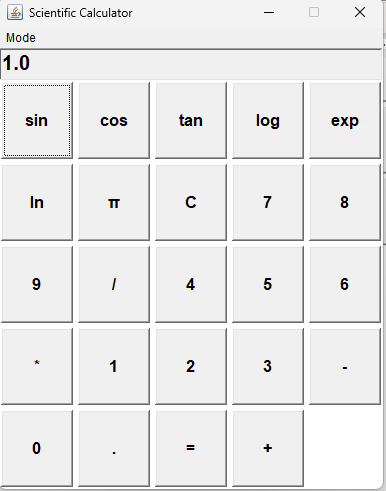 Scientific Calculator
Mode
1.0
sin cos tan log exp
ln π C 7 8
9 / 4 5 6
* 1 2 3 -
0 . = +